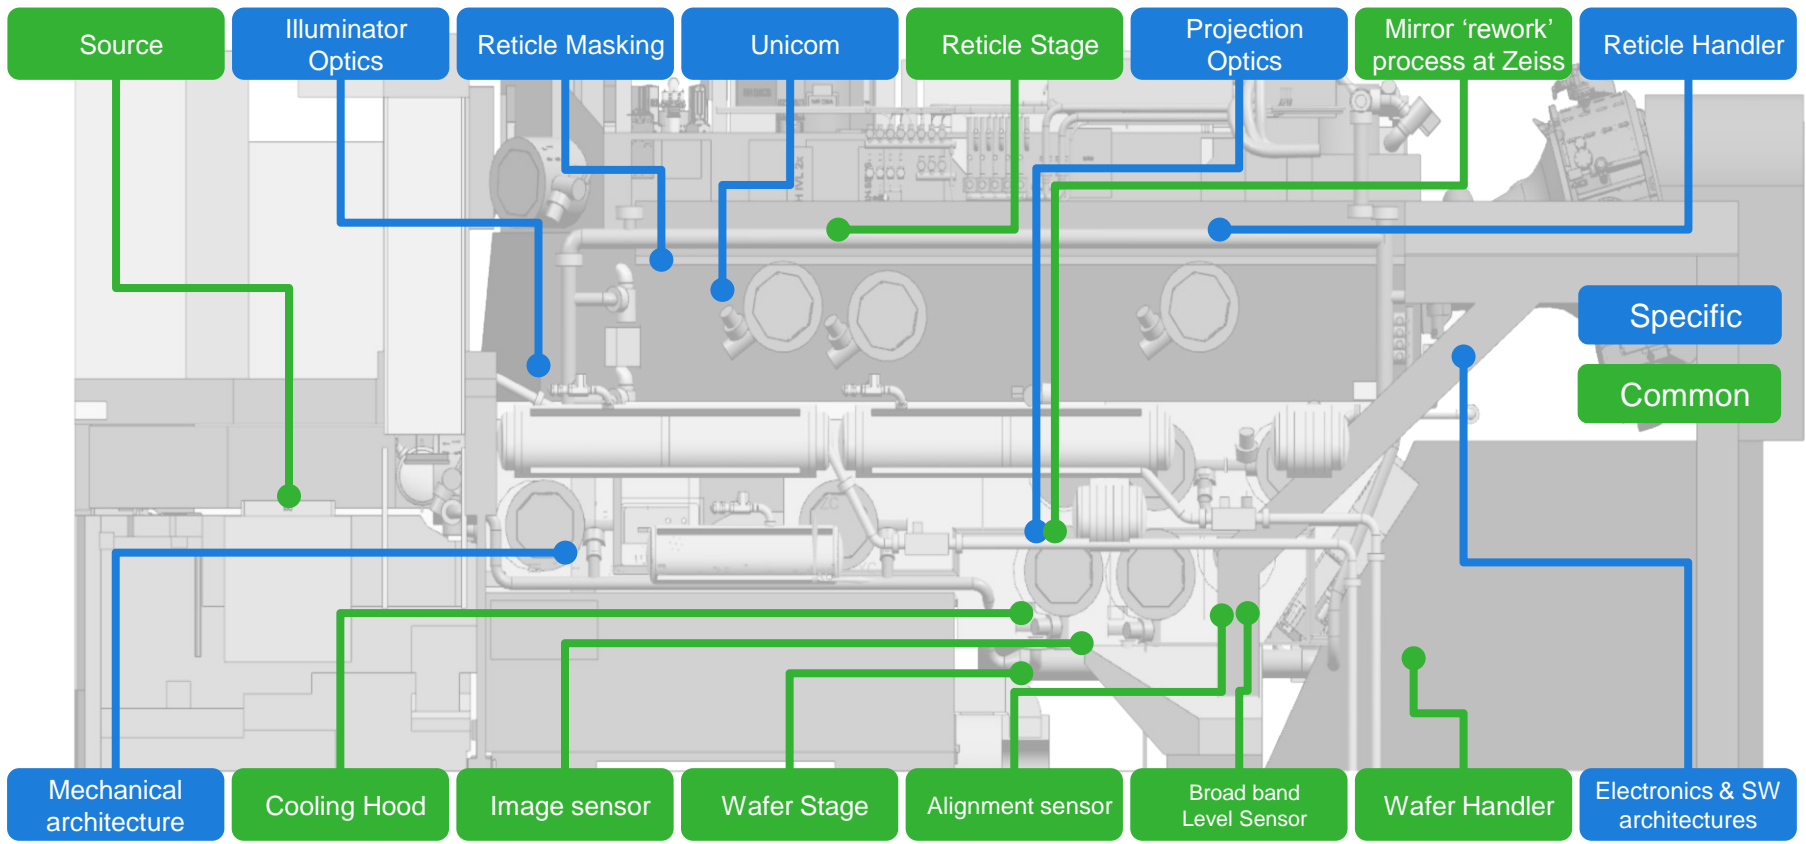 Source
Illuminator
Optics
Reticle Masking
Unicom
Reticle Stage
Projection
Optics
Mirror ‘rework’
process at Zeiss
Reticle Handler
Specific
Common
Mechanical
architecture
Cooling Hood
Image sensor
Wafer Stage
Alignment sensor
Broad band
Level Sensor
Wafer Handler
Electronics & SW
architectures